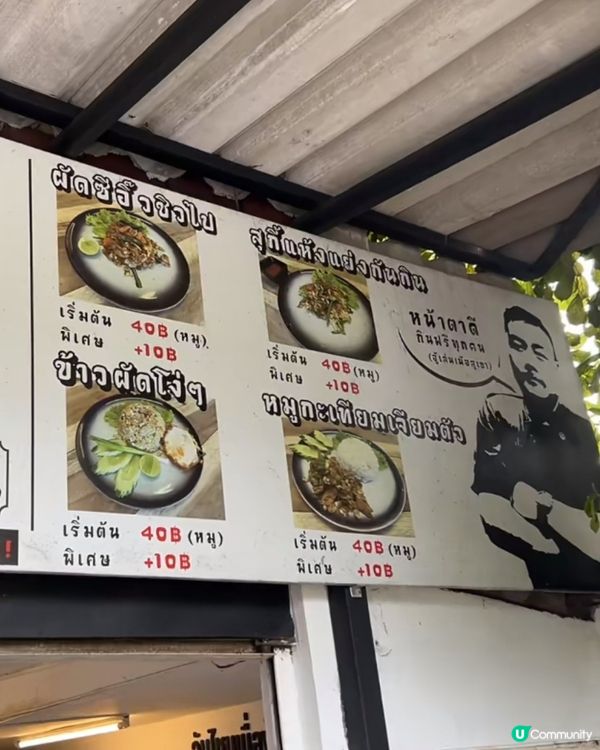 ผัดซีอิ๊วชิวไป
เริ่มต้น 40B (หมู)
พิเศษ +10B
สุกี้แห้งแย่งกันกิน
เริ่มต้น 40B (หมู)
พิเศษ +10B
หน้าตาดี
กินฟรีทุกคน
ข้าวผัดโง่ๆ
เริ่มต้น 40B (หมู)
พิเศษ +10B
หมูกะเทียมเจียมตัว
เริ่มต้น 40B (หมู)
พิเศษ +10B
!
U Community